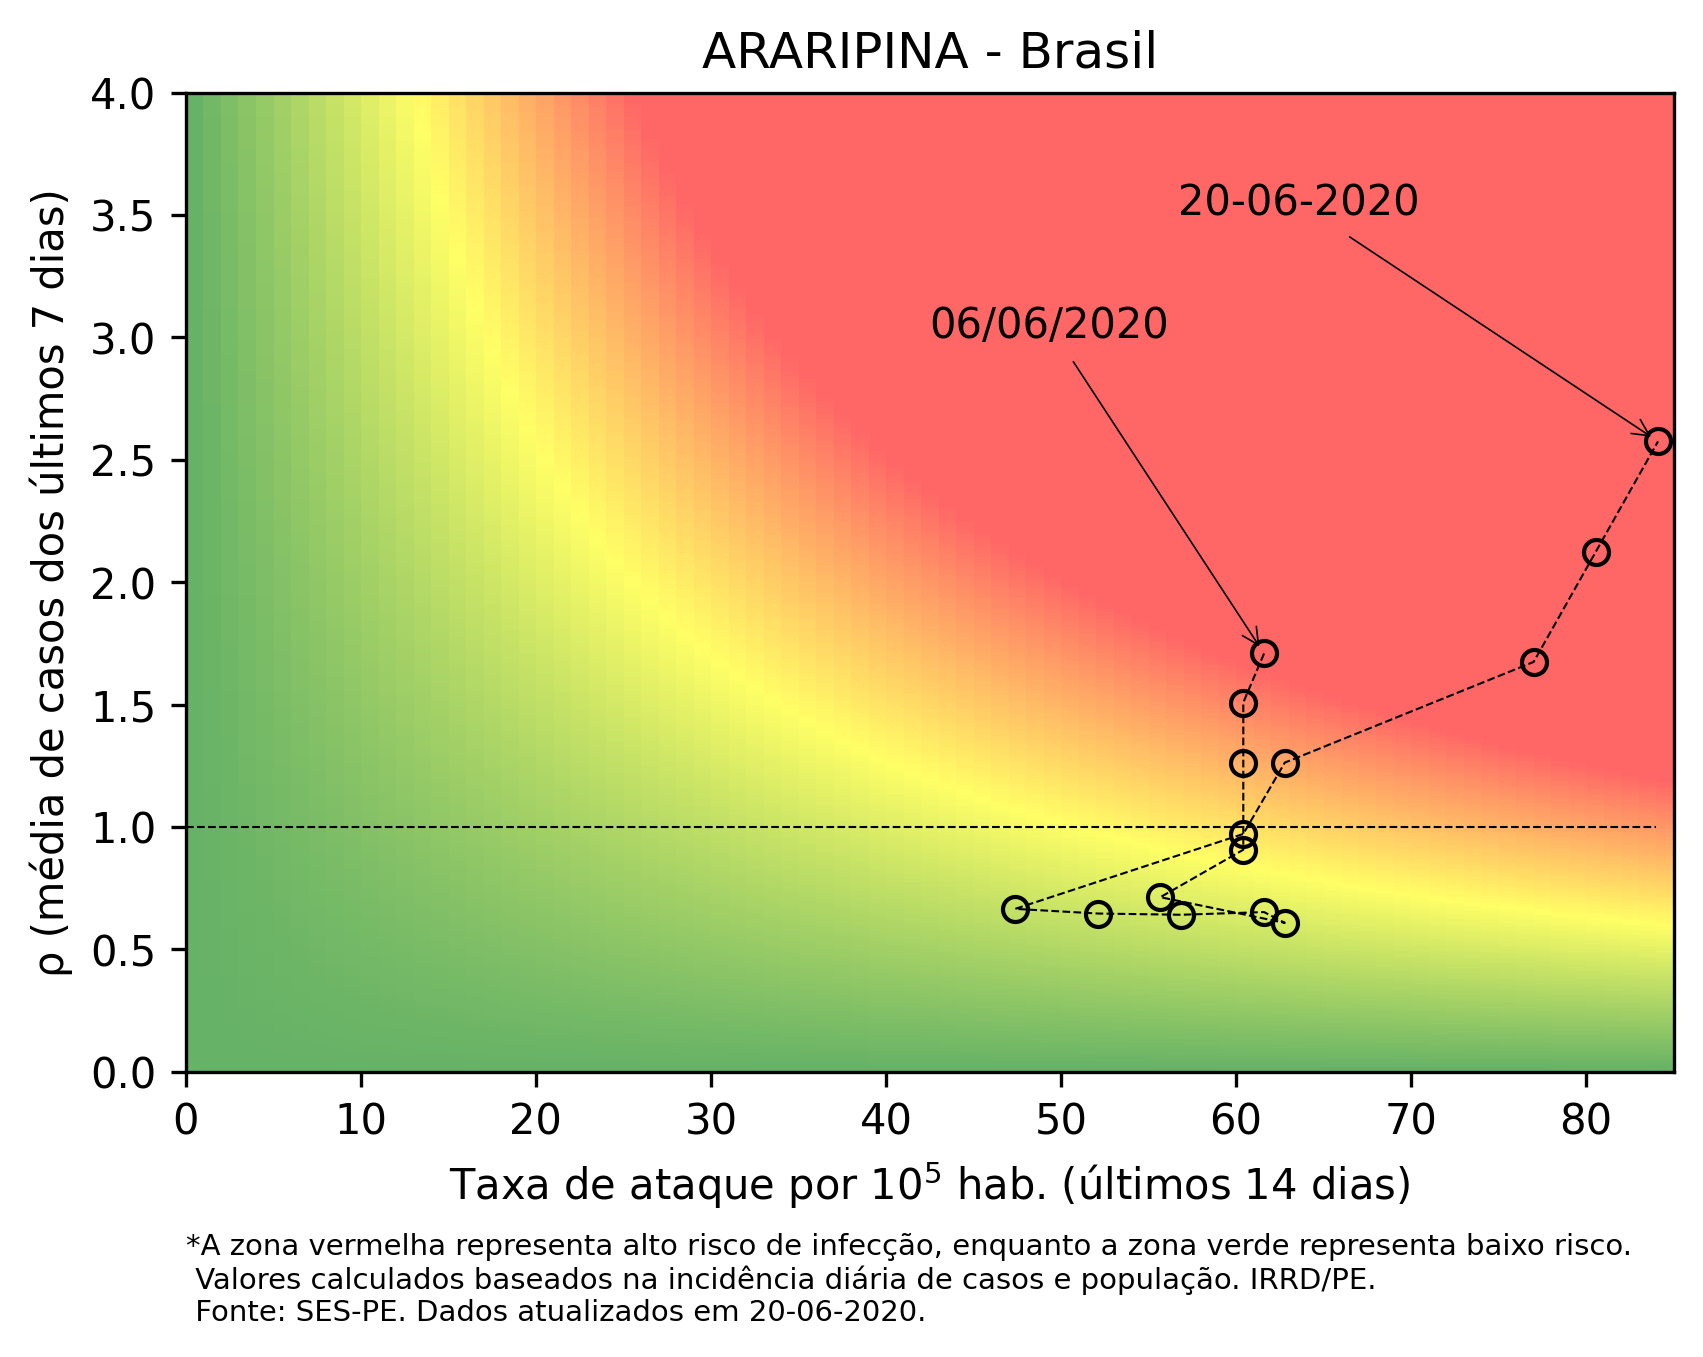 ARARIPINA - Brasil
4.0
3.5
3.0
2.5
2.0
1.5
1.0
0.5
0.0
ρ (média de casos dos últimos 7 dias)
20-06-2020
06/06/2020
0 10 20 30 40 50 60 70 80
Taxa de ataque por 10⁵ hab. (últimos 14 dias)
*A zona vermelha representa alto risco de infecção, enquanto a zona verde representa baixo risco.
Valores calculados baseados na incidência diária de casos e população. IRRD/PE.
Fonte: SES-PE. Dados atualizados em 20-06-2020.